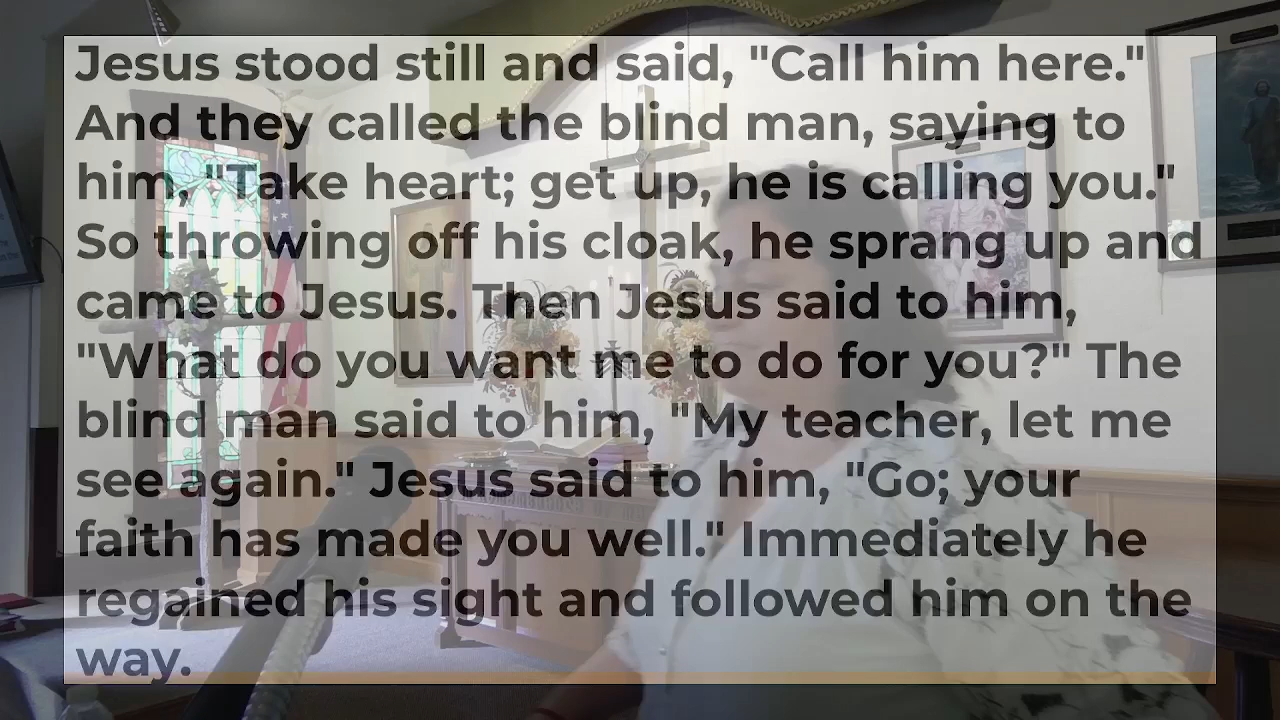 Jesus stood still and said, "Call him here."
And they called the blind man, saying to
him, "Take heart; get up, he is calling you."
So throwing off his cloak, he sprang up and
came to Jesus. Then Jesus said to him,
"What do you want me to do for you?" The
blind man said to him, "My teacher, let me
see again." Jesus said to him, "Go; your
faith has made you well." Immediately he
regained his sight and followed him on the
way.